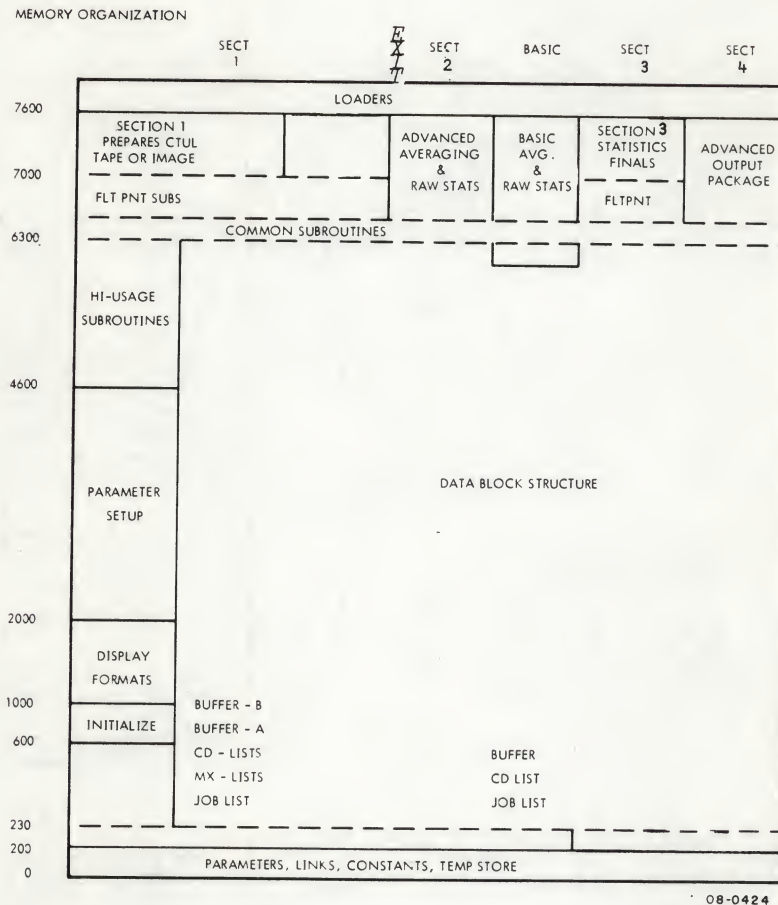 MEMORY ORGANIZATION
SECT
1
EXIT
SECT
2
BASIC
SECT
3
SECT
4
LOADERS
7600
SECTION 1
PREPARES CTUL
TAPE OR IMAGE
ADVANCED
AVERAGING
&
RAW STATS
BASIC
AVG.
&
RAW STATS
SECTION 3
STATISTICS
FINALS
ADVANCED
OUTPUT
PACKAGE
7000
FLT PNT SUBS
FLTPNT
COMMON SUBROUTINES
6300
HI-USAGE
SUBROUTINES
4600
PARAMETER
SETUP
DATA BLOCK STRUCTURE
2000
DISPLAY
FORMATS
1000
BUFFER - B
INITIALIZE
BUFFER - A
600
CD - LISTS
BUFFER
MX - LISTS
CD LIST
JOB LIST
JOB LIST
230
200
PARAMETERS, LINKS, CONSTANTS, TEMP STORE
0
08-0424